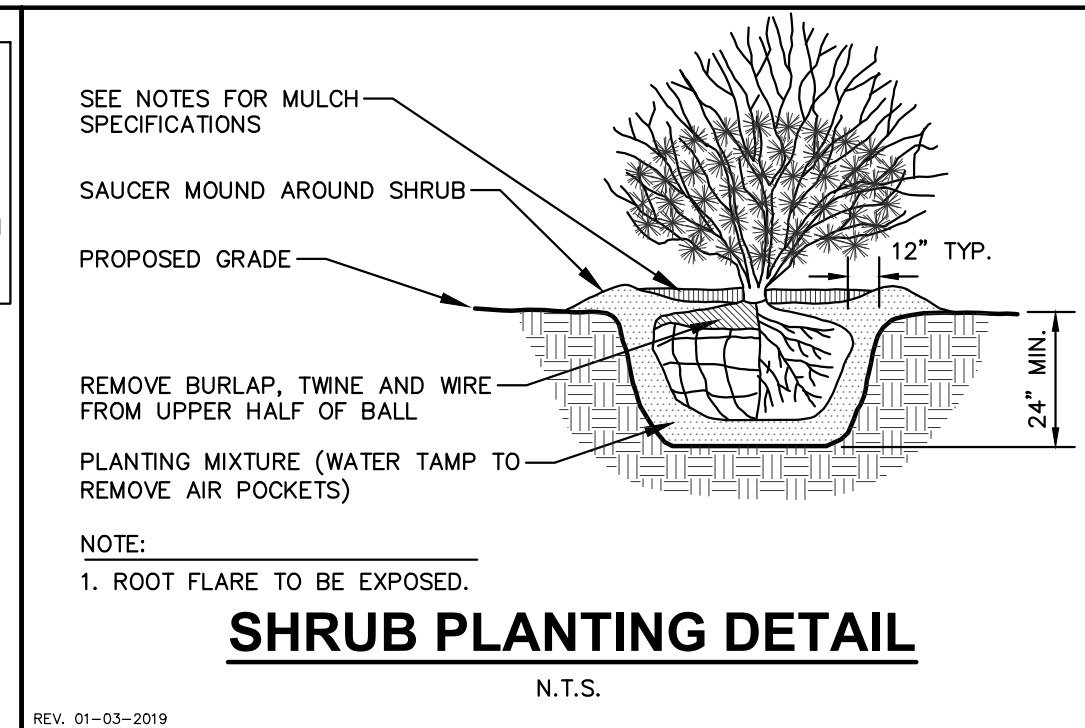 SEE NOTES FOR MULCH
SPECIFICATIONS
SAUCER MOUND AROUND SHRUB
PROPOSED GRADE
12" TYP.
24" MIN.
REMOVE BURLAP, TWINE AND WIRE
FROM UPPER HALF OF BALL
PLANTING MIXTURE (WATER TAMP TO
REMOVE AIR POCKETS)
NOTE:
1. ROOT FLARE TO BE EXPOSED.
SHRUB PLANTING DETAIL
N.T.S.
REV. 01-03-2019